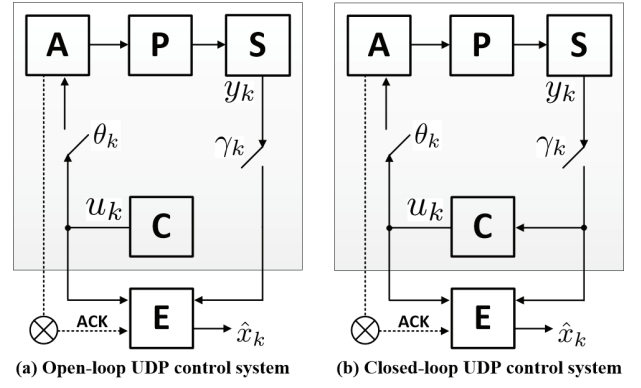 A P S
y_k
θ_k
γ_k
u_k
C
ACK
E
x̂_k
(a) Open-loop UDP control system
A P S
y_k
θ_k
γ_k
u_k
C
ACK
E
x̂_k
(b) Closed-loop UDP control system